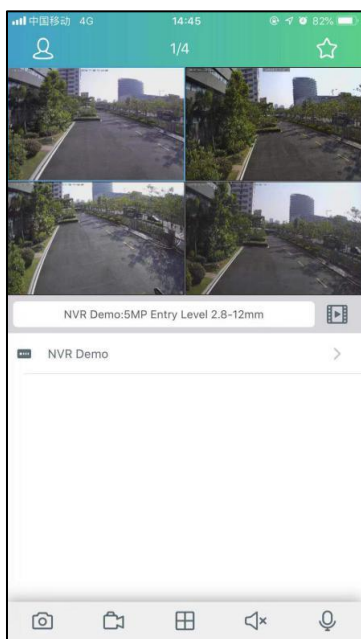 中国移动 4G 14:45 82%
1/4
NVR Demo:5MP Entry Level 2.8-12mm
NVR Demo